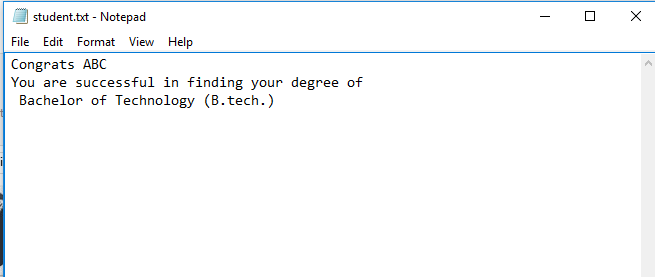 student.txt - Notepad
File Edit Format View Help
Congrats ABC
You are successful in finding your degree of
 Bachelor of Technology (B.tech.)